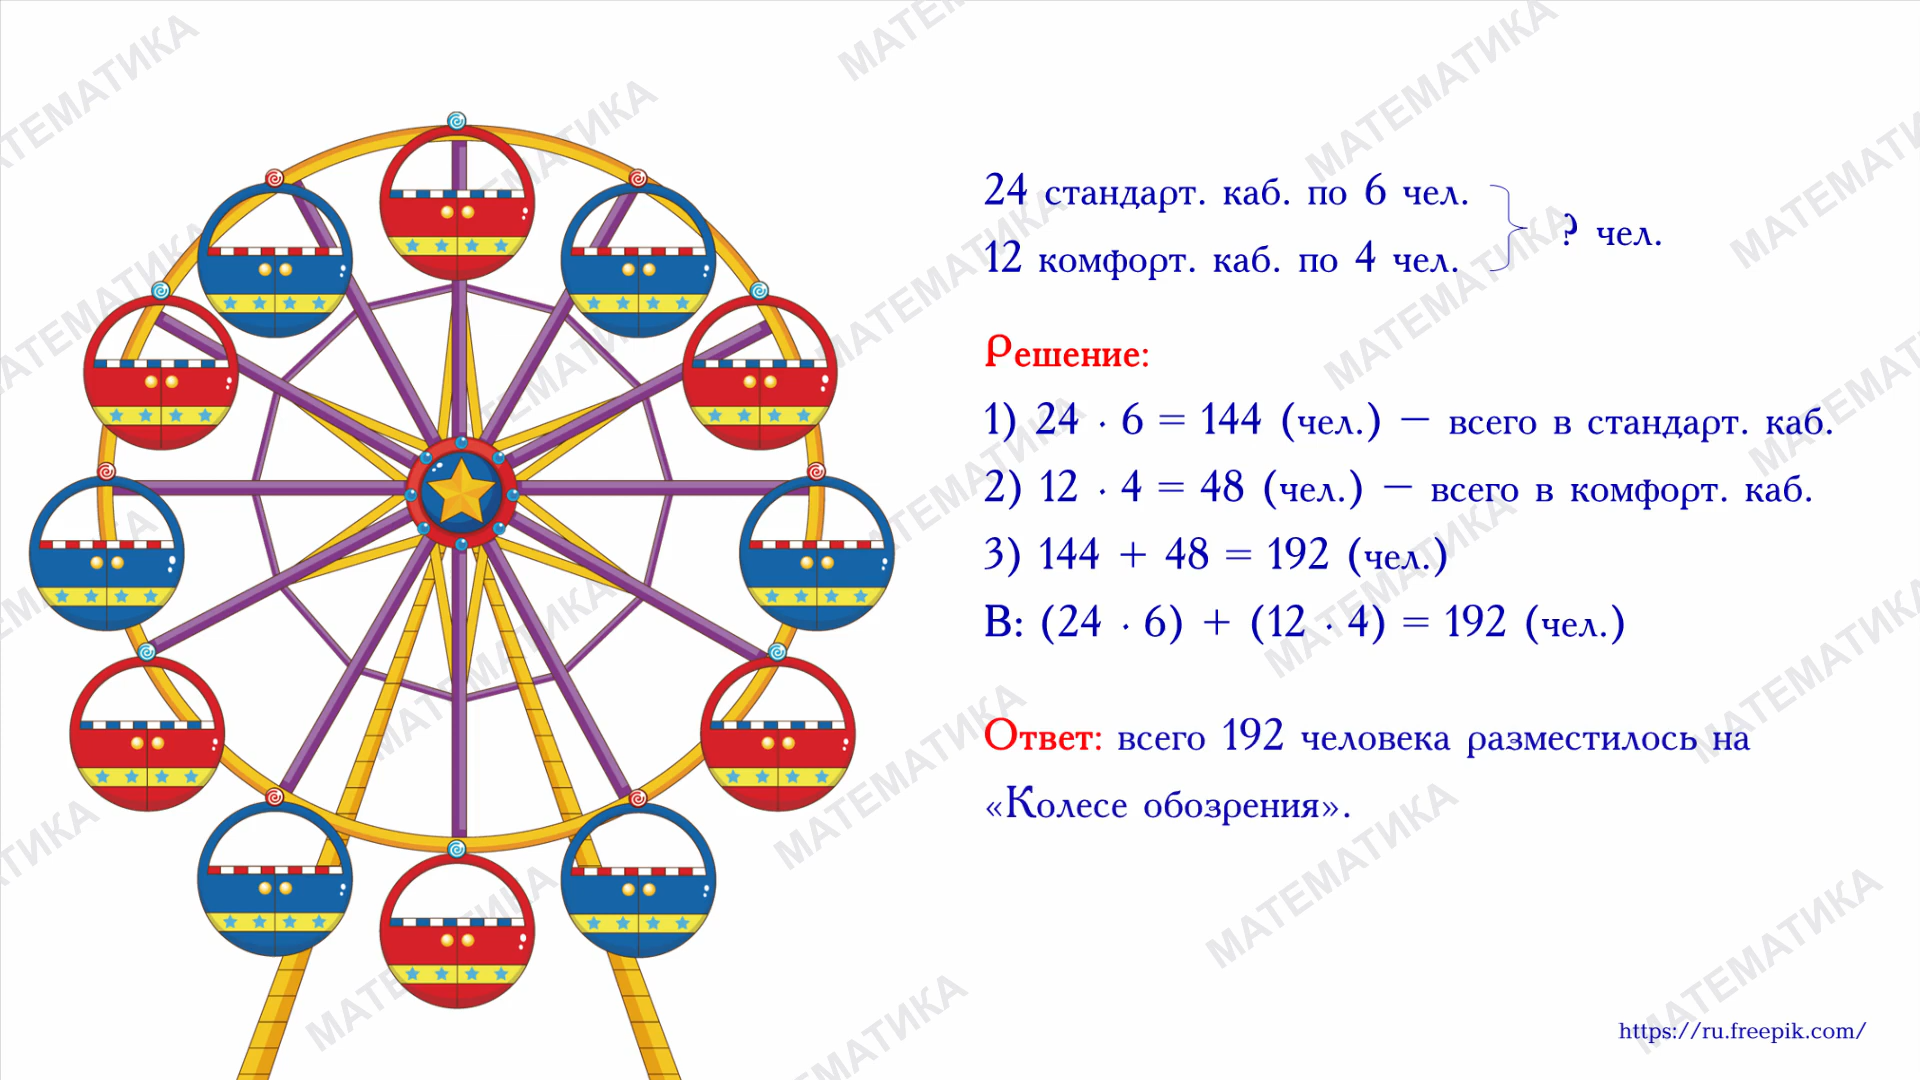 24 стандарт. каб. по 6 чел.
12 комфорт. каб. по 4 чел.
? чел.
Решение:
1) 24 · 6 = 144 (чел.) – всего в стандарт. каб.
2) 12 · 4 = 48 (чел.) – всего в комфорт. каб.
3) 144 + 48 = 192 (чел.)
В: (24 · 6) + (12 · 4) = 192 (чел.)
Ответ: всего 192 человека разместилось на
«Колесе обозрения».
https://ru.freepik.com/
МАТЕМАТИКА